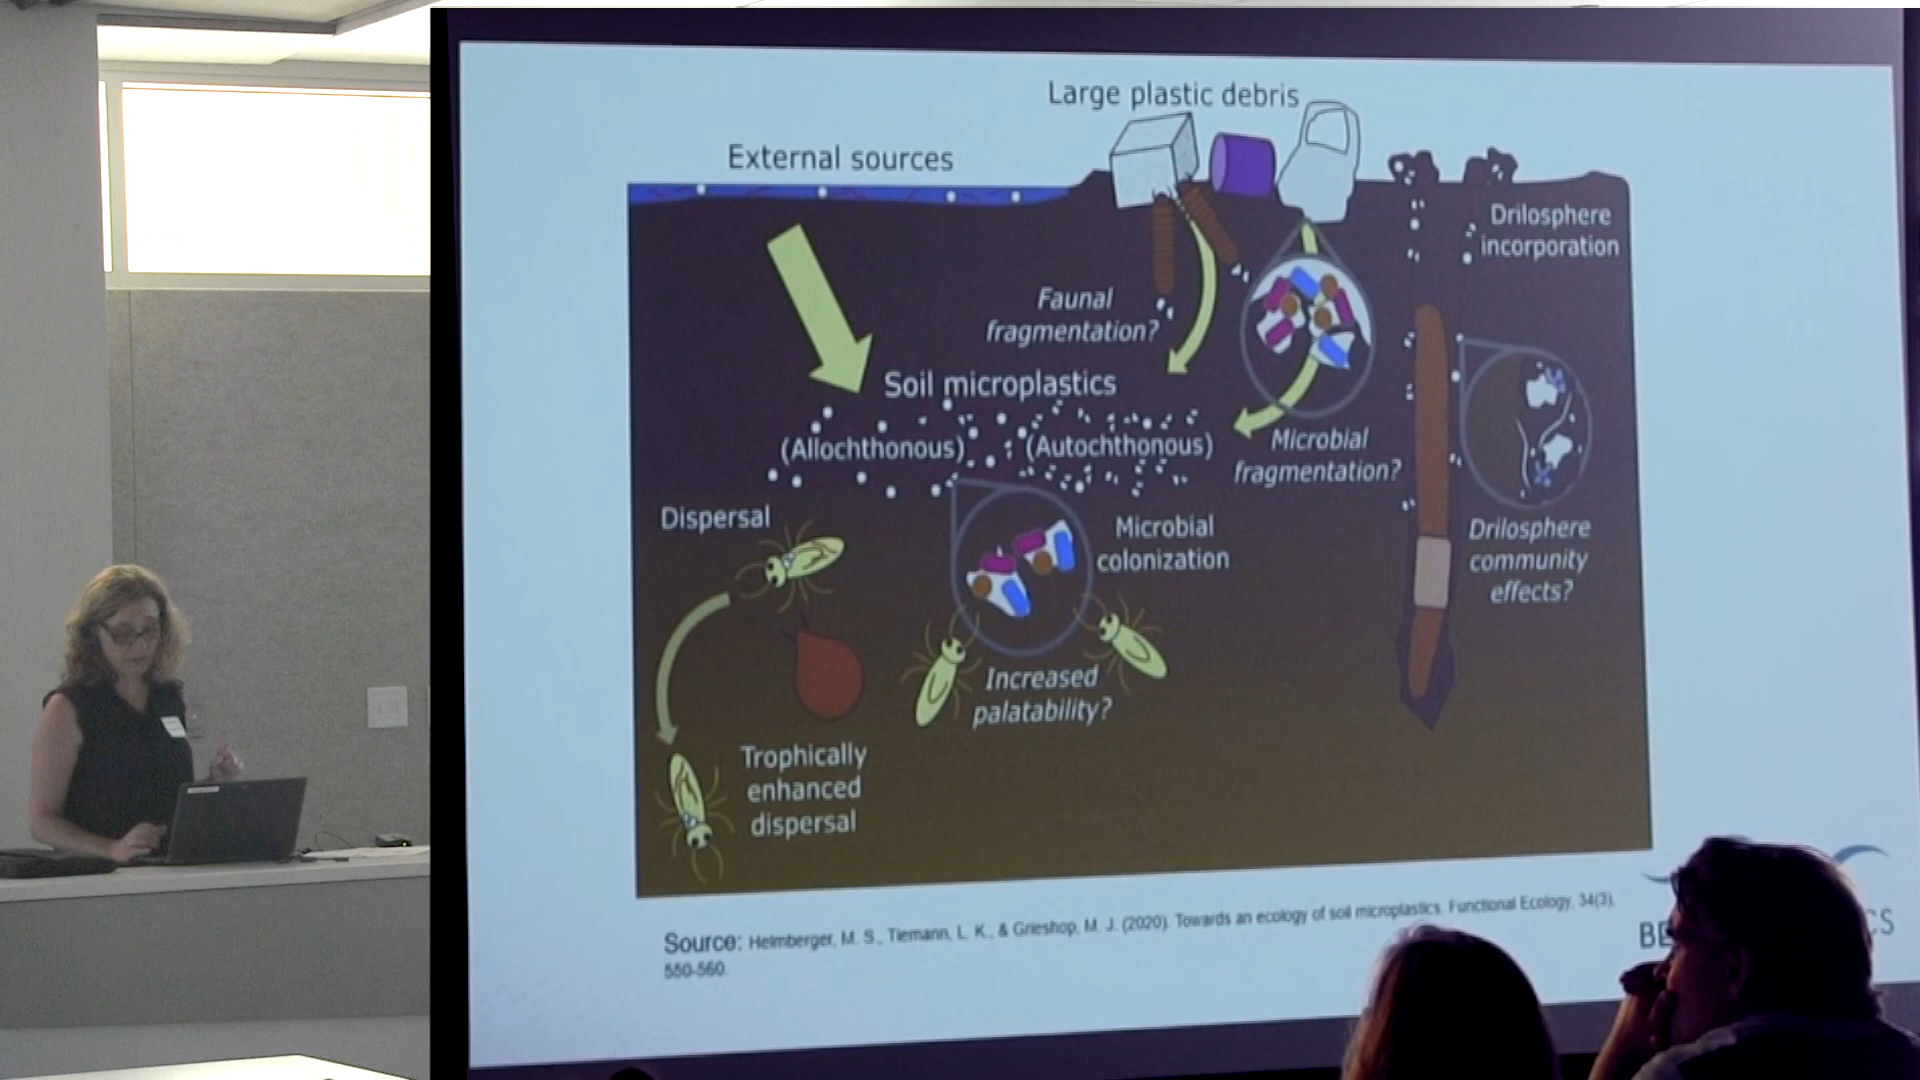 Large plastic debris
External sources
Drilosphere
incorporation
Faunal
fragmentation?
Soil microplastics
(Allochthonous)
(Autochthonous)
Microbial
fragmentation?
Dispersal
Microbial
colonization
Drilosphere
community
effects?
Increased
palatability?
Trophically
enhanced
dispersal
Source: Helmberger, M. S., Tiemann, L. K., & Grieshop, M. J. (2020). Towards an ecology of soil microplastics. Functional Ecology, 34(3),
550-560.